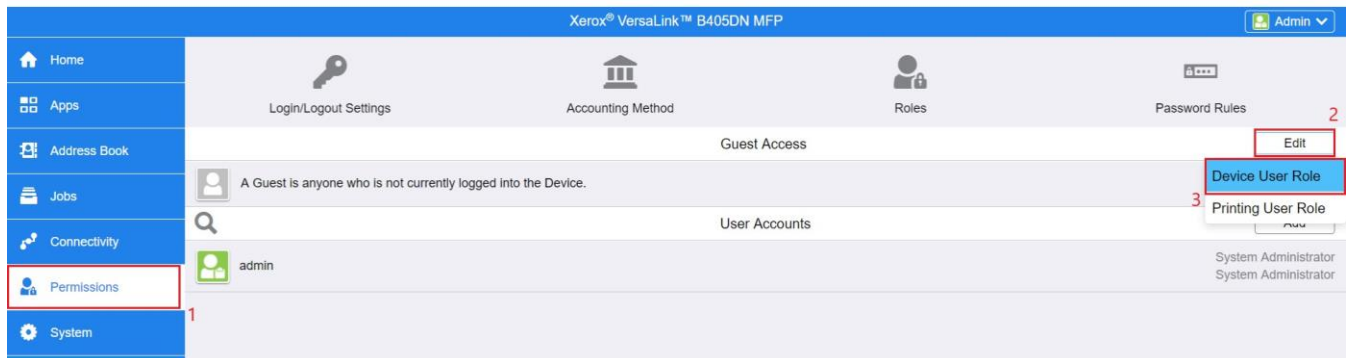 Xerox® VersaLink™ B405DN MFP
Admin
Home
Apps
Address Book
Jobs
Connectivity
Permissions
1
System
Login/Logout Settings
Accounting Method
Roles
Password Rules
2
Guest Access
Edit
A Guest is anyone who is not currently logged into the Device.
Device User Role
3
Printing User Role
User Accounts
Add
admin
System Administrator
System Administrator